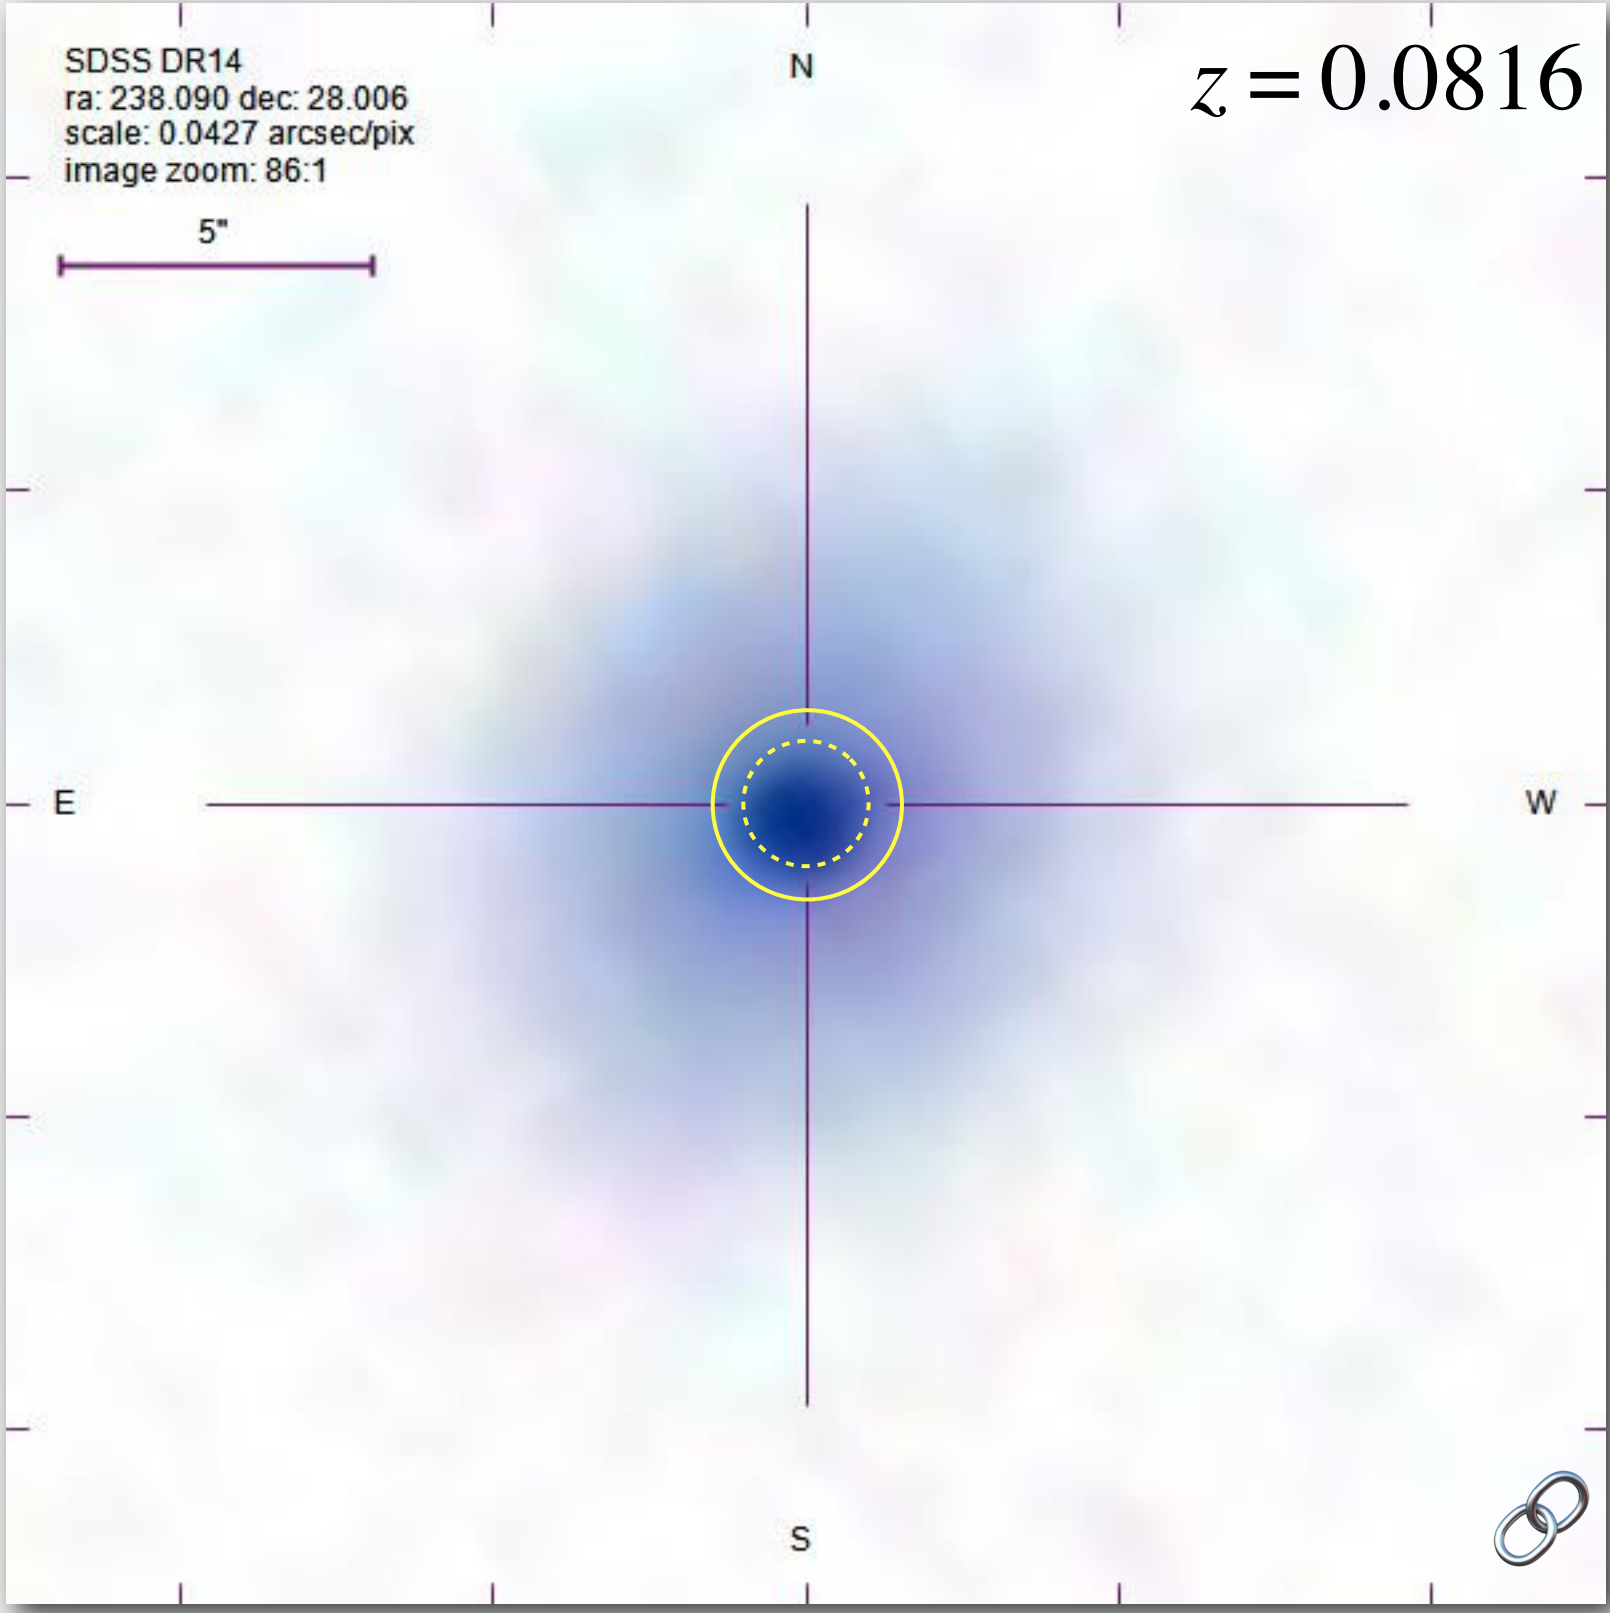 SDSS DR14
ra: 238.090 dec: 28.006
scale: 0.0427 arcsec/pix
image zoom: 86:1
5"
z = 0.0816
N
E
W
S